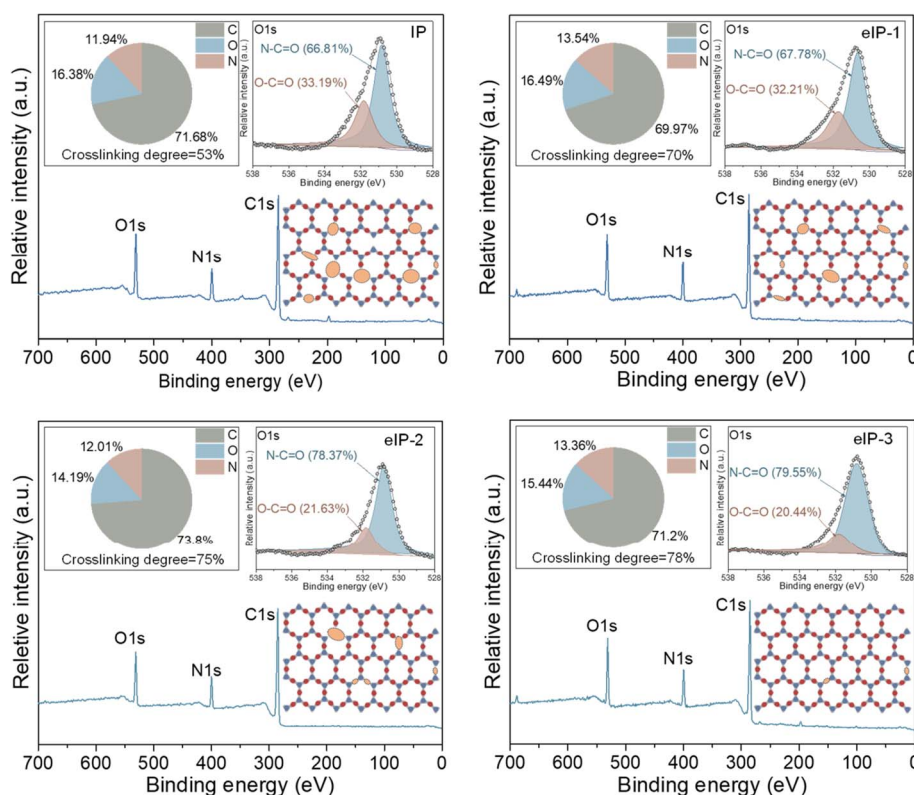 11.94%
16.38%
71.68%
C
O
N
Crosslinking degree=53%
O1s
IP
N-C=O (66.81%)
O-C=O (33.19%)
Relative intensity (a.u.)
538 536 534 532 530 528
Binding energy (eV)
Relative intensity (a.u.)
O1s
N1s
C1s
700 600 500 400 300 200 100 0
Binding energy (eV)
13.54%
16.49%
69.97%
C
O
N
Crosslinking degree=70%
O1s
eIP-1
N-C=O (67.78%)
O-C=O (32.21%)
Relative intensity (a.u.)
538 536 534 532 530 528
Binding energy (eV)
Relative intensity (a.u.)
O1s
N1s
C1s
700 600 500 400 300 200 100 0
Binding energy (eV)
12.01%
14.19%
73.8%
C
O
N
Crosslinking degree=75%
O1s
eIP-2
N-C=O (78.37%)
O-C=O (21.63%)
Relative intensity (a.u.)
538 536 534 532 530 528
Binding energy (eV)
Reletive intensity (a.u.)
O1s
N1s
C1s
700 600 500 400 300 200 100 0
Binding energy (eV)
13.36%
15.44%
71.2%
C
O
N
Crosslinking degree=78%
O1s
eIP-3
N-C=O (79.55%)
O-C=O (20.44%)
Relative intensity (a.u.)
538 536 534 532 530 528
Binding energy (eV)
Reletive intensity (a.u.)
O1s
N1s
C1s
700 600 500 400 300 200 100 0
Binding energy (eV)